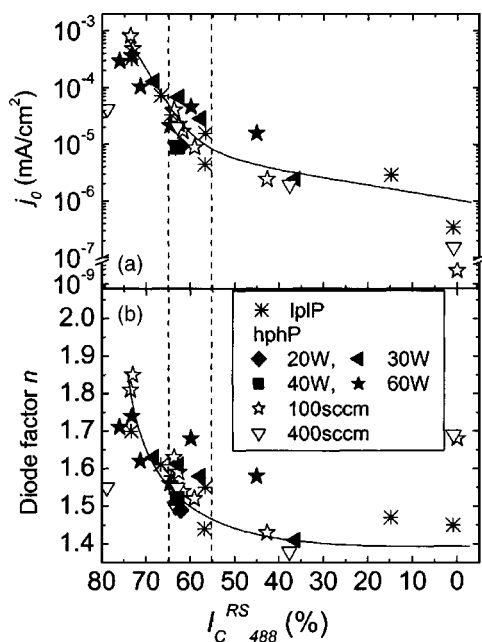 10⁻³
10⁻⁴
10⁻⁵
10⁻⁶
10⁻⁷
10⁻⁹
j₀ (mA/cm²)
(a)
2.0
1.9
1.8
1.7
1.6
1.5
1.4
Diode factor n
(b)
lplP
hphP
20W, 30W
40W, 60W
100sccm
400sccm
80 70 60 50 40 30 20 10 0
I_C^RS_488 (%)